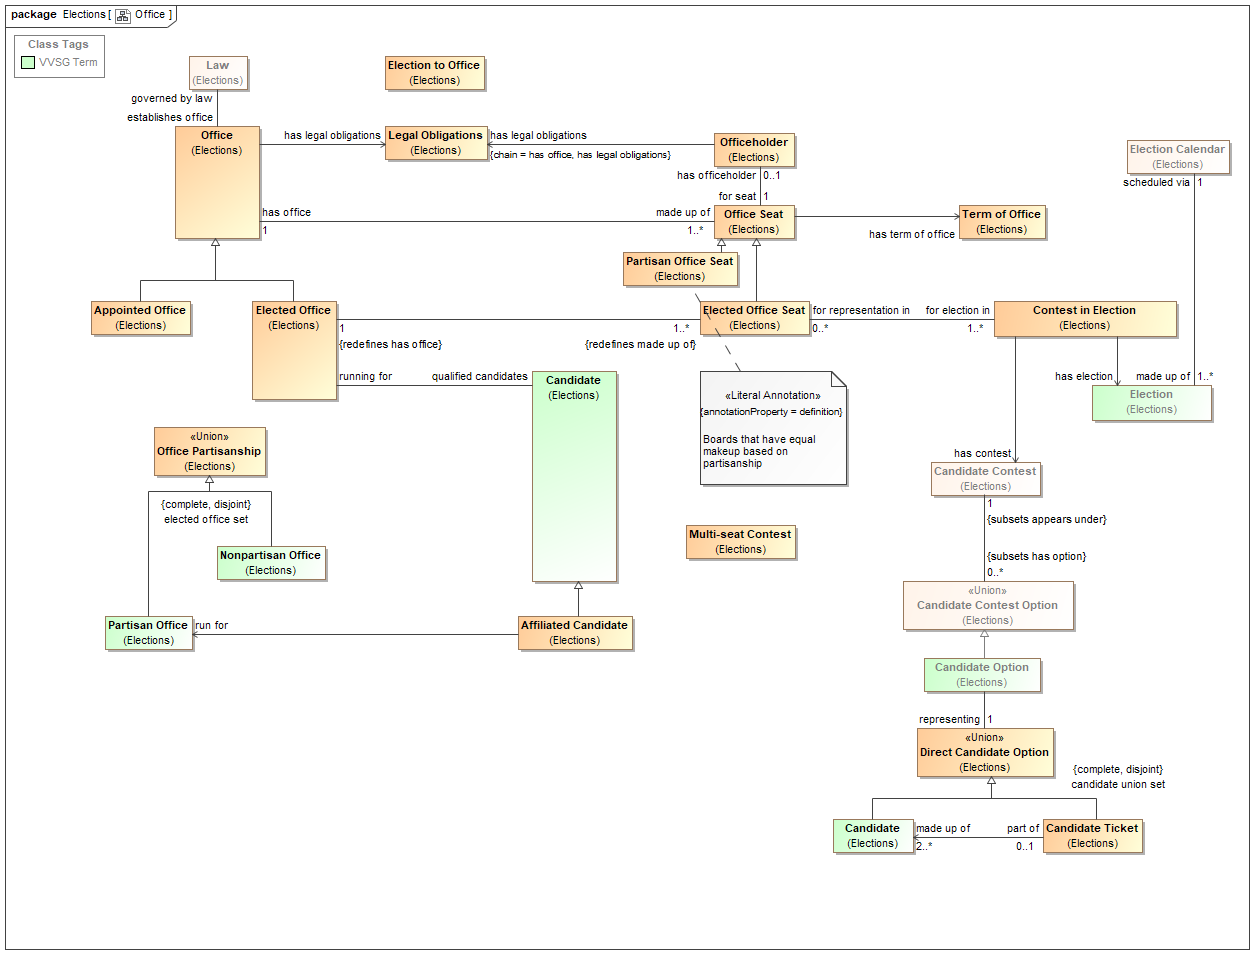 package Elections [ Office ]
Class Tags
VVSG Term
Law
(Elections)
governed by law
establishes office
Election to Office
(Elections)
Office
(Elections)
has legal obligations
Legal Obligations
(Elections)
has legal obligations
{chain = has office, has legal obligations}
Officeholder
(Elections)
has officeholder 0..1
for seat 1
Election Calendar
(Elections)
scheduled via 1
has office
1
made up of
1..*
Office Seat
(Elections)
has term of office
Term of Office
(Elections)
Partisan Office Seat
(Elections)
Appointed Office
(Elections)
Elected Office
(Elections)
1
{redefines has office}
1..*
{redefines made up of}
Elected Office Seat
(Elections)
for representation in
0..*
for election in
1..*
Contest in Election
(Elections)
running for
qualified candidates
Candidate
(Elections)
«Literal Annotation»
{annotationProperty = definition}
Boards that have equal
makeup based on
partisanship
has election
made up of 1..*
Election
(Elections)
«Union»
Office Partisanship
(Elections)
{complete, disjoint}
elected office set
has contest
Candidate Contest
(Elections)
1
{subsets appears under}
{subsets has option}
0..*
Multi-seat Contest
(Elections)
Nonpartisan Office
(Elections)
«Union»
Candidate Contest Option
(Elections)
Partisan Office
(Elections)
run for
Affiliated Candidate
(Elections)
Candidate Option
(Elections)
representing 1
«Union»
Direct Candidate Option
(Elections)
{complete, disjoint}
candidate union set
Candidate
(Elections)
made up of
2..*
part of
0..1
Candidate Ticket
(Elections)